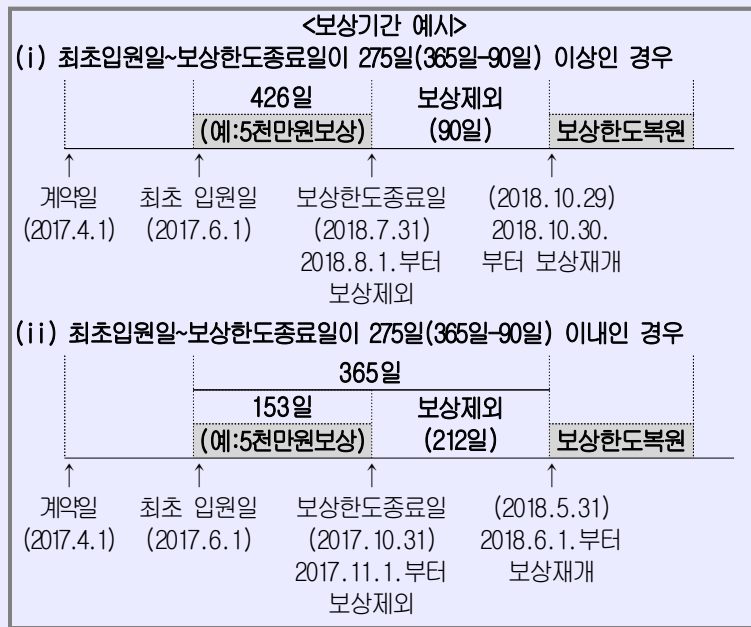 <보상기간 예시>
(i) 최초입원일~보상한도종료일이 275일(365일-90일) 이상인 경우
426일 보상제외
(예:5천만원보상) (90일) 보상한도복원
↑ ↑ ↑ ↑
계약일 최초 입원일 보상한도종료일 (2018.10.29)
(2017.4.1) (2017.6.1) (2018.7.31) 2018.10.30.
2018.8.1.부터 부터 보상재개
보상제외
(ii) 최초입원일~보상한도종료일이 275일(365일-90일) 이내인 경우
365일
153일 보상제외
(예:5천만원보상) (212일) 보상한도복원
↑ ↑ ↑ ↑
계약일 최초 입원일 보상한도종료일 (2018.5.31)
(2017.4.1) (2017.6.1) (2017.10.31) 2018.6.1.부터
2017.11.1.부터 보상재개
보상제외